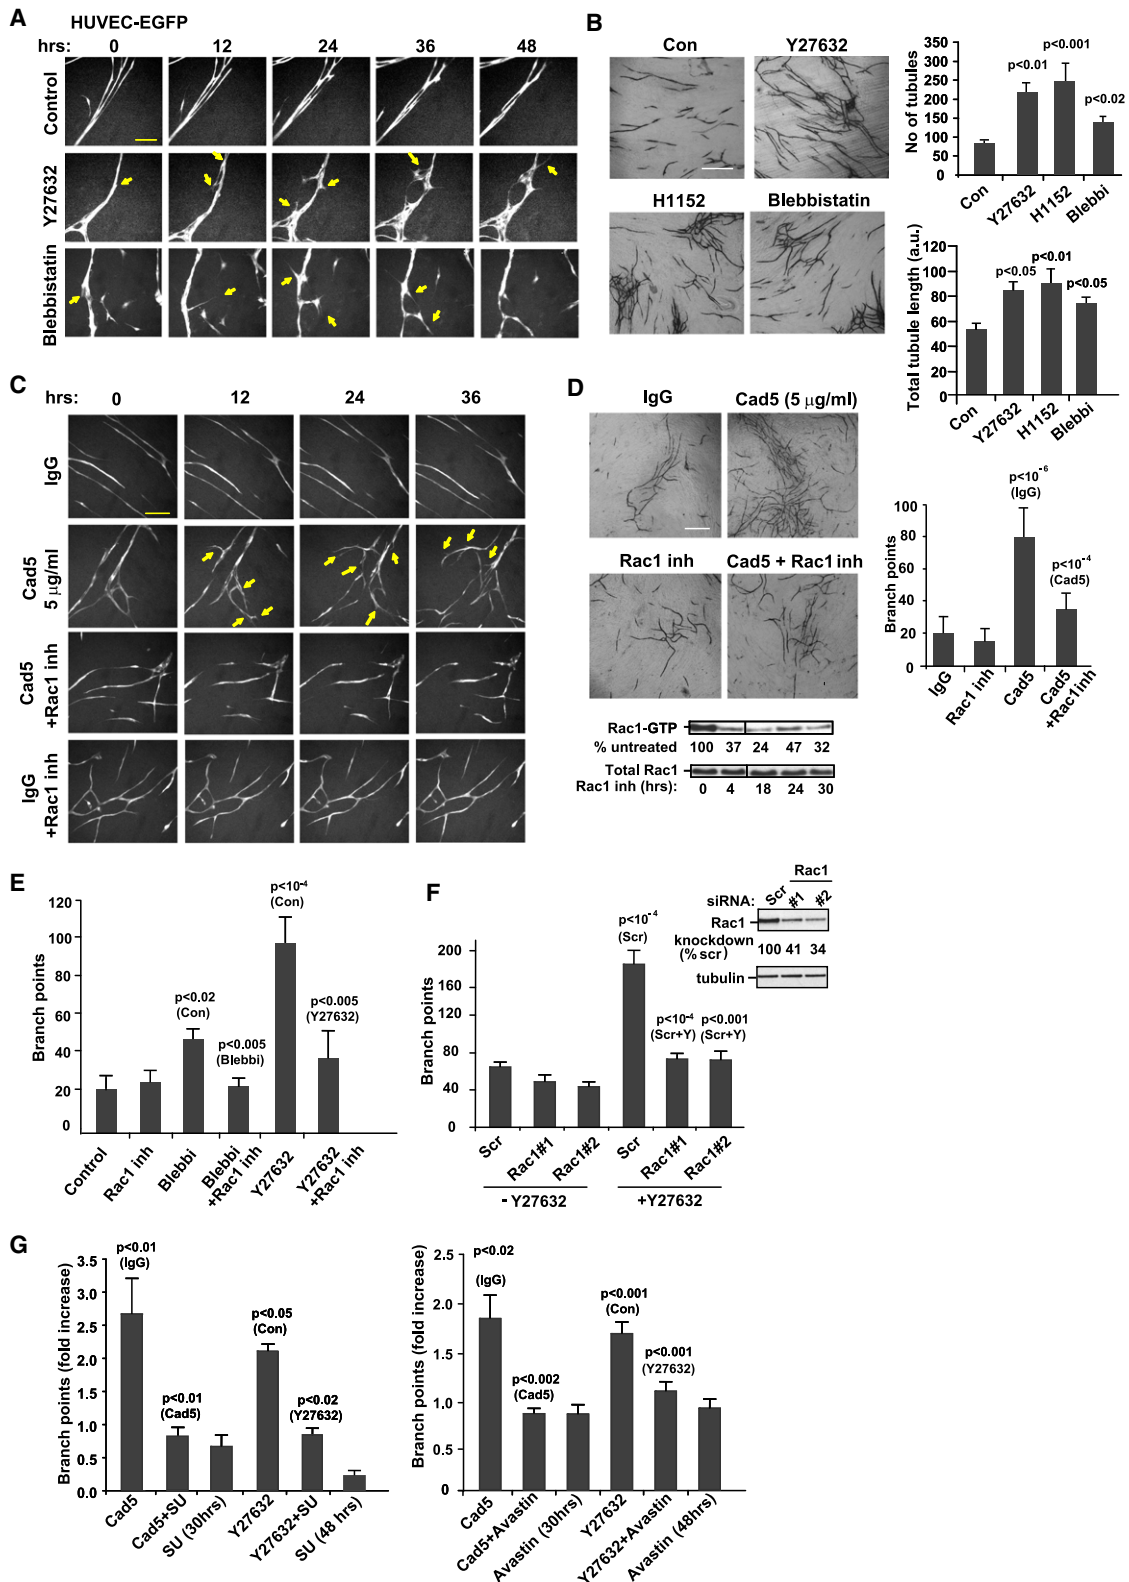 A
HUVEC-EGFP
hrs: 0 12 24 36 48
Control
Y27632
Blebbistatin
B
Con Y27632
H1152 Blebbistatin
No of tubules
350
300
250
200
150
100
50
0
p<0.01
p<0.001
p<0.02
Con
Y27632
H1152
Blebbi
Total tubule length (a.u.)
120
100
80
60
40
20
0
p<0.05
p<0.01
p<0.05
Con
Y27632
H1152
Blebbi
C
hrs: 0 12 24 36
IgG
Cad5
5 μg/ml
Cad5
+Rac1 inh
IgG
+Rac1 inh
D
IgG Cad5 (5 μg/ml)
Rac1 inh Cad5 + Rac1 inh
Rac1-GTP
% untreated 100 37 24 47 32
Total Rac1
Rac1 inh (hrs): 0 4 18 24 30
Branch points
100
80
60
40
20
0
p<10-6
(IgG)
p<10-4
(Cad5)
IgG
Rac1 inh
Cad5
Cad5
+Rac1inh
E
Branch points
120
100
80
60
40
20
0
p<0.02
(Con)
p<0.005
(Blebbi)
p<10-4
(Con)
p<0.005
(Y27632)
Control
Rac1 inh
Blebbi
Blebbi
+Rac1 inh
Y27632
Y27632
+Rac1 inh
F
Branch points
200
160
120
80
40
0
p<10-4
(Scr)
p<10-4
(Scr+Y)
p<0.001
(Scr+Y)
Scr
Rac1#1
Rac1#2
Scr
Rac1#1
Rac1#2
- Y27632
+Y27632
Rac1
siRNA: Scr #1 #2
Rac1
knockdown
(% scr) 100 41 34
tubulin
G
Branch points (fold increase)
3.5
3.0
2.5
2.0
1.5
1.0
0.5
0.0
p<0.01
(IgG)
p<0.01
(Cad5)
p<0.05
(Con)
p<0.02
(Y27632)
Cad5
Cad5+SU
SU (30hrs)
Y27632
Y27632+SU
SU (48 hrs)
Branch points (fold increase)
2.5
2.0
1.5
1.0
0.5
0
p<0.02
(IgG)
p<0.002
(Cad5)
p<0.001
(Con)
p<0.001
(Y27632)
Cad5
Cad5+Avastin
Avastin (30hrs)
Y27632
Y27632+Avastin
Avastin (48hrs)